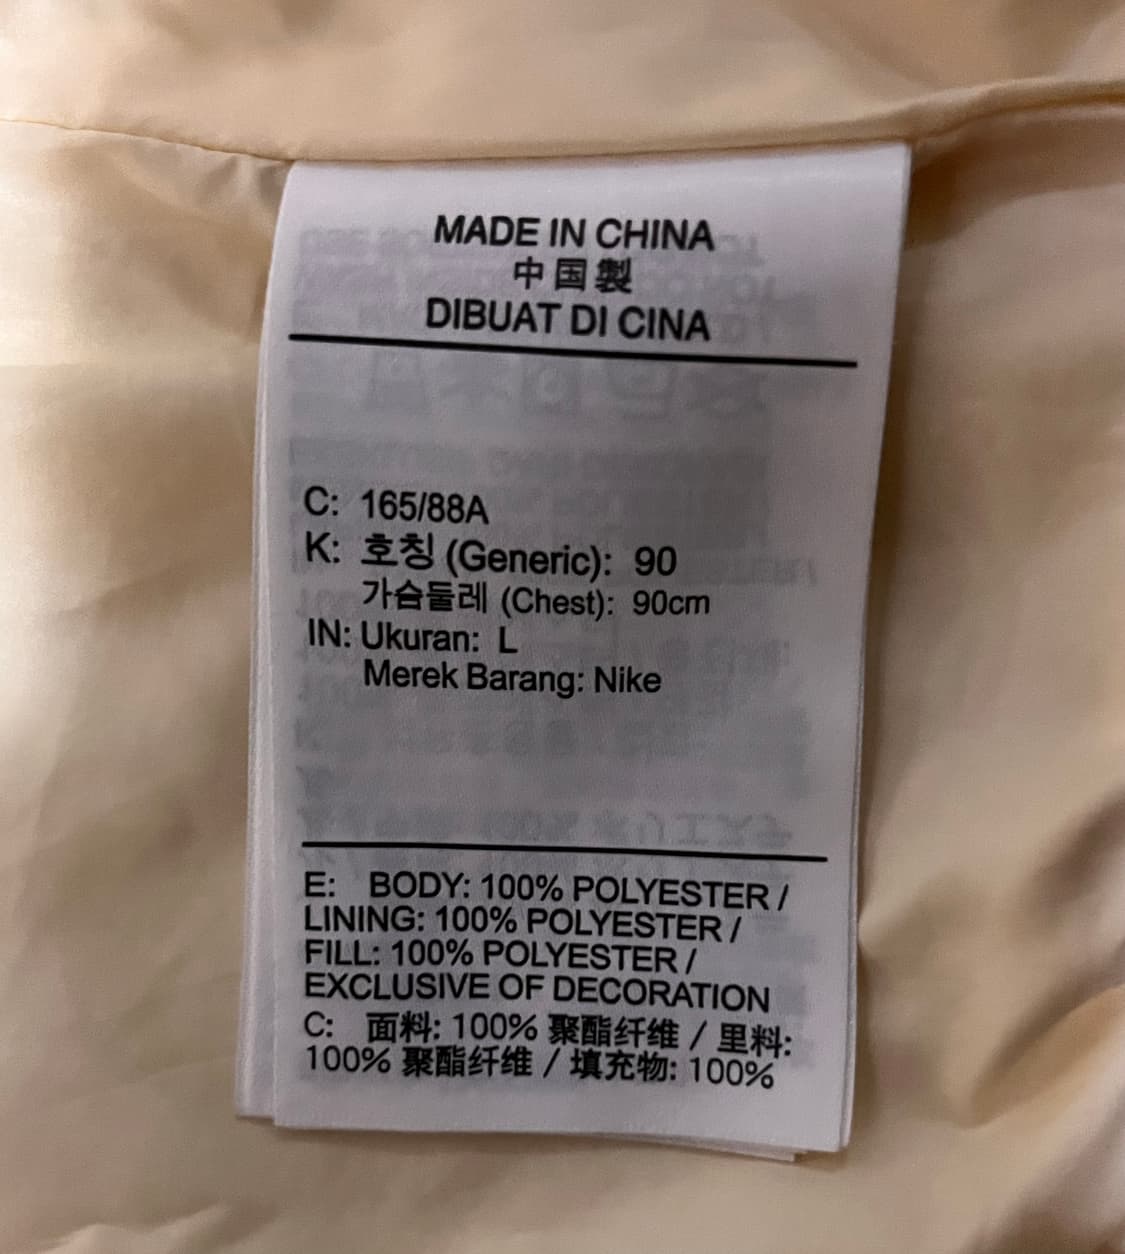 MADE IN CHINA
中国製
DIBUAT DI CINA
C: 165/88A
K: 호칭 (Generic): 90
가슴둘레 (Chest): 90cm
IN: Ukuran: L
Merek Barang: Nike
E: BODY: 100% POLYESTER /
LINING: 100% POLYESTER /
FILL: 100% POLYESTER /
EXCLUSIVE OF DECORATION
C: 面料: 100% 聚酯纤维 / 里料:
100% 聚酯纤维 / 填充物: 100%